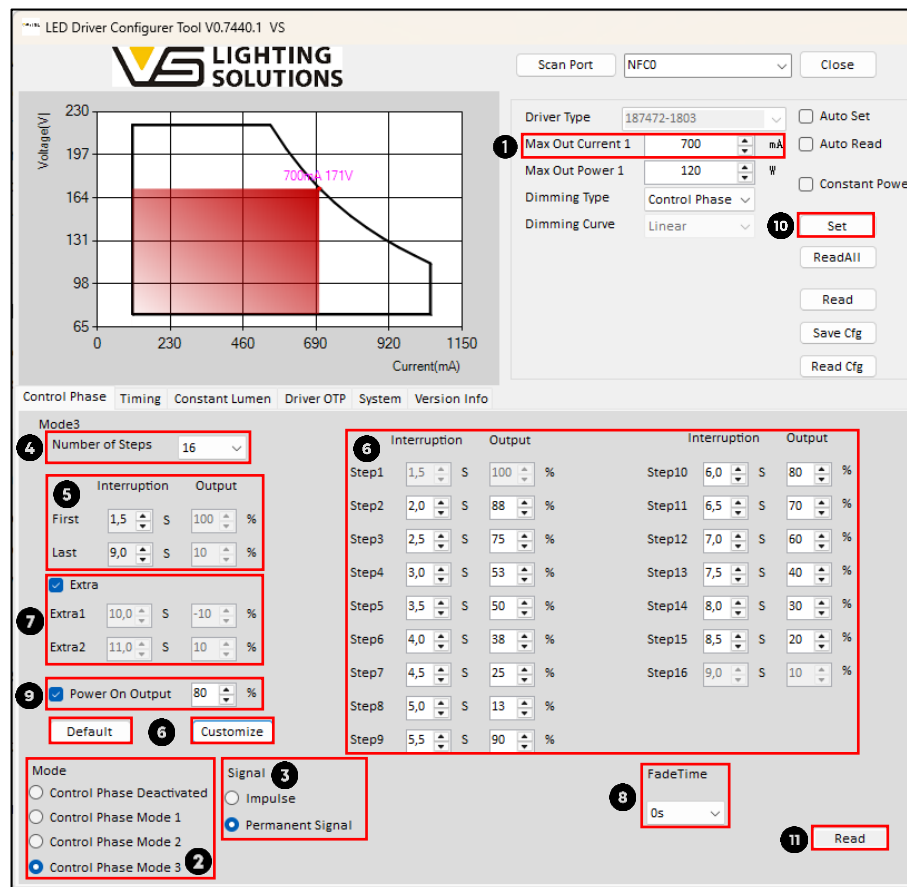 LED Driver Configurer Tool V0.7440.1 VS
VS LIGHTING SOLUTIONS
Scan Port NFC0 Close
Voltage[V]
230
197
164
131
98
65
700mA 171V
0 230 460 690 920 1150
Current(mA)
Driver Type 187472-1803 Auto Set
1 Max Out Current 1 700 mA Auto Read
Max Out Power 1 120 W
Constant Powe
Dimming Type Control Phase
Dimming Curve Linear 10 Set
ReadAll
Read
Save Cfg
Read Cfg
Control Phase Timing Constant Lumen Driver OTP System Version Info
Mode3
4 Number of Steps 16
5 Interruption Output
First 1,5 S 100 %
Last 9,0 S 10 %
7 Extra
Extra1 10,0 S -10 %
Extra2 11,0 S 10 %
9 Power On Output 80 %
Default 6 Customize
6 Interruption Output Interruption Output
Step1 1,5 S 100 % Step10 6,0 S 80 %
Step2 2,0 S 88 % Step11 6,5 S 70 %
Step3 2,5 S 75 % Step12 7,0 S 60 %
Step4 3,0 S 53 % Step13 7,5 S 40 %
Step5 3,5 S 50 % Step14 8,0 S 30 %
Step6 4,0 S 38 % Step15 8,5 S 20 %
Step7 4,5 S 25 % Step16 9,0 S 10 %
Step8 5,0 S 13 %
Step9 5,5 S 90 %
Mode
Control Phase Deactivated
Control Phase Mode 1
Control Phase Mode 2
Control Phase Mode 3 2
Signal 3
Impulse
Permanent Signal
FadeTime
8 0s
11 Read